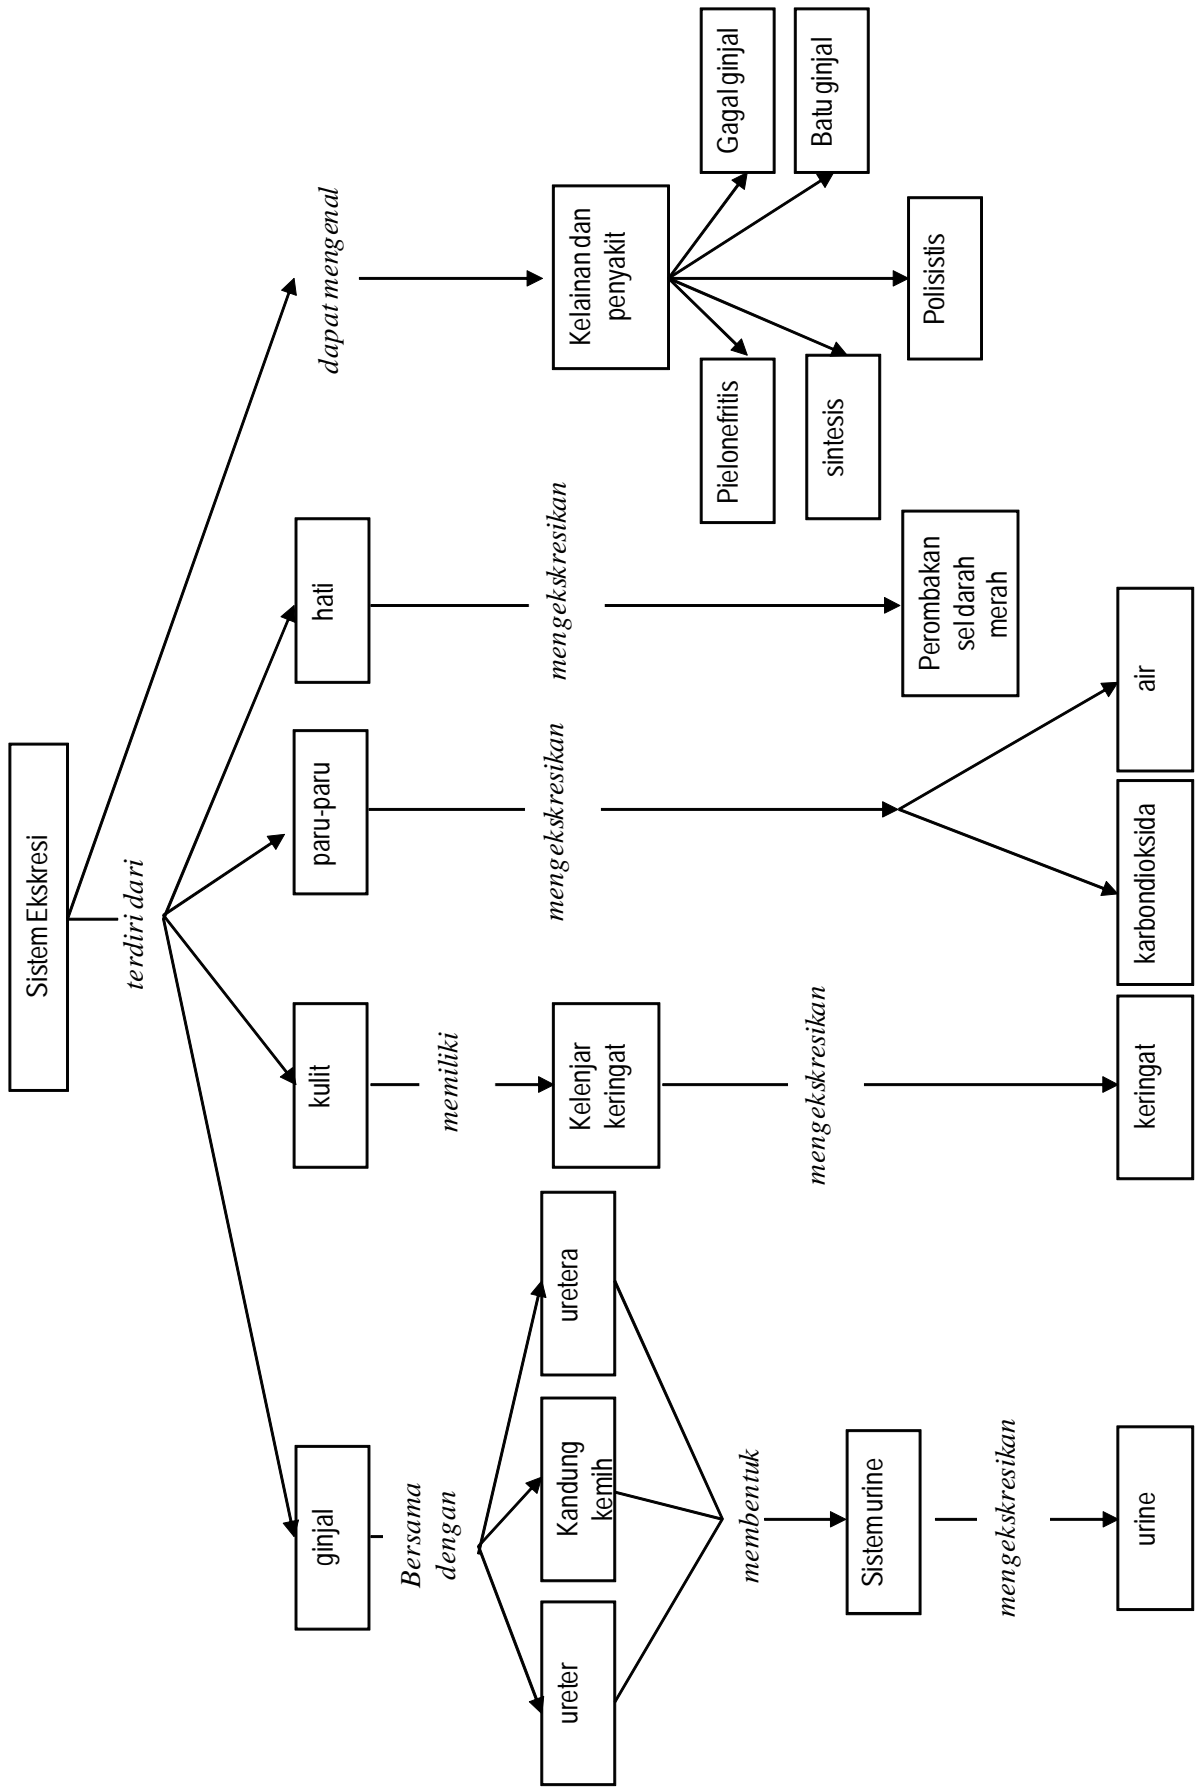 Sistem Ekskresi
terdiri dari
dapat mengenal
ginjal
kulit
paru-paru
hati
Bersama
dengan
memiliki
mengekskresikan
mengekskresikan
ureter
Kandung
kemih
uretera
Kelenjar
keringat
Kelainan dan
penyakit
Pielonefritis
sintesis
Polisistis
Batu ginjal
Gagal ginjal
membentuk
mengekskresikan
Sistem urine
Perombakan
sel darah
merah
mengekskresikan
urine
keringat
karbondioksida
air